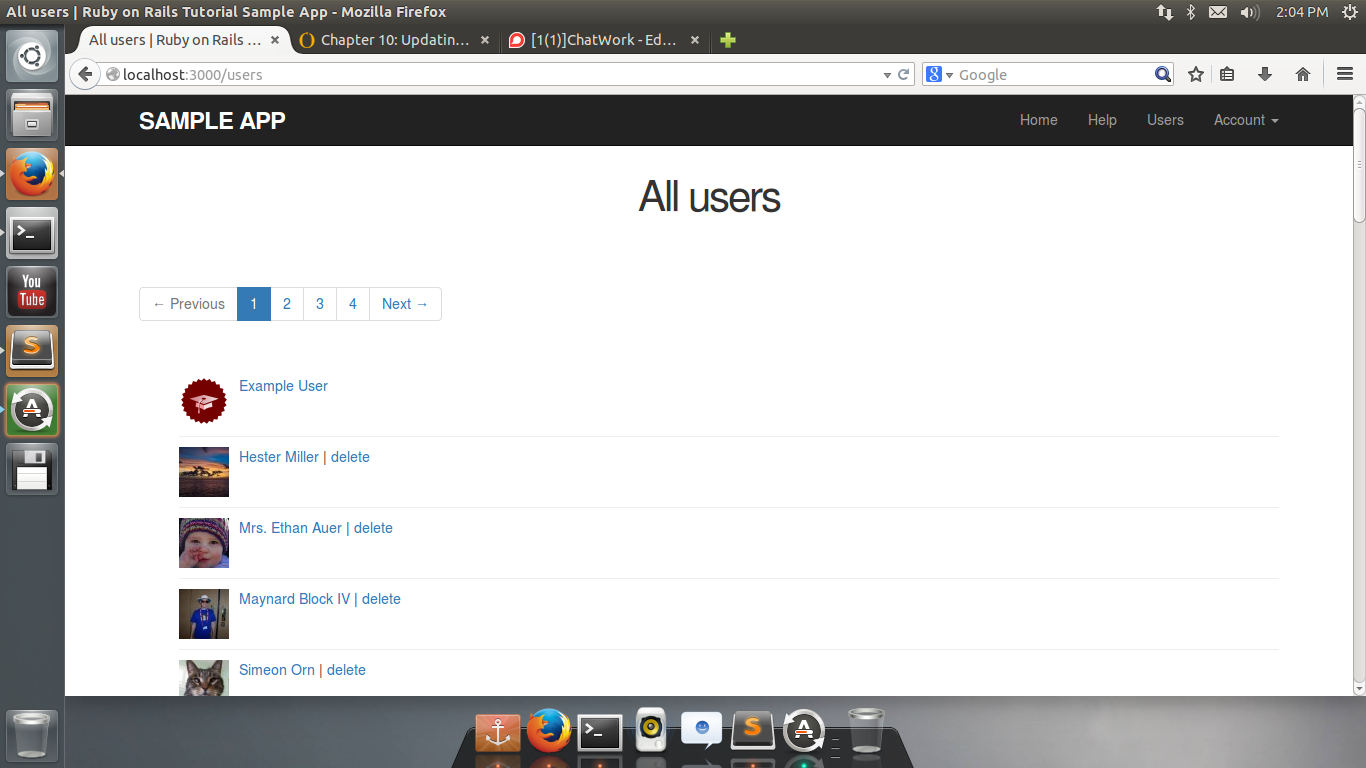 All users | Ruby on Rails Tutorial Sample App - Mozilla Firefox
2:04 PM
All users | Ruby on Rails ...
Chapter 10: Updatin...
[1(1)]ChatWork - Ed...
localhost:3000/users
Google
SAMPLE APP
Home
Help
Users
Account
All users
← Previous
1
2
3
4
Next →
Example User
Hester Miller | delete
Mrs. Ethan Auer | delete
Maynard Block IV | delete
Simeon Orn | delete
You
Tube